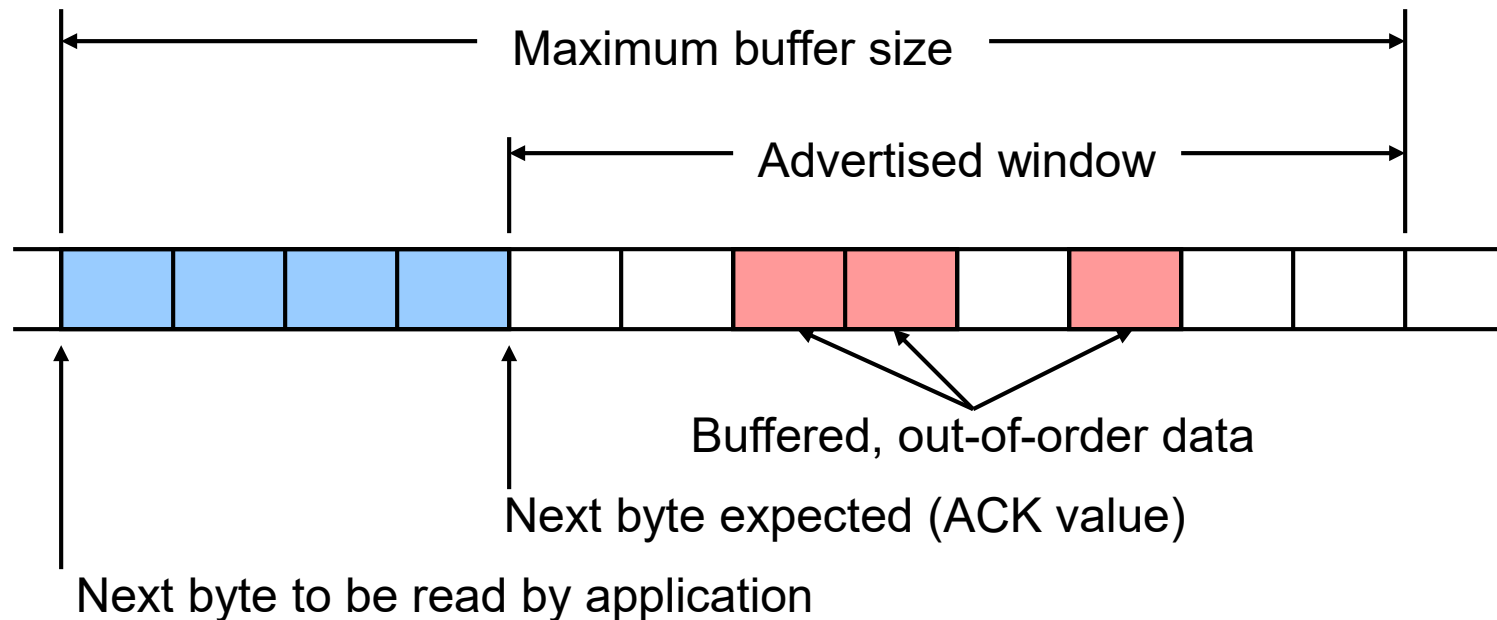 Maximum buffer size
Advertised window
Buffered, out-of-order data
Next byte expected (ACK value)
Next byte to be read by application